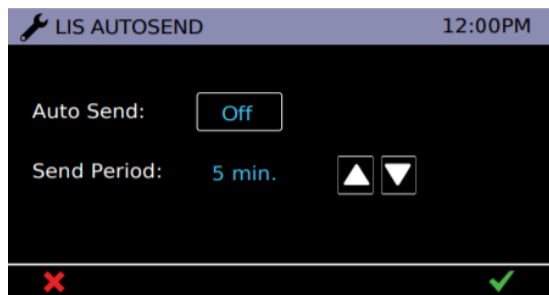 LIS AUTOSEND 12:00PM
Auto Send: Off
Send Period: 5 min.